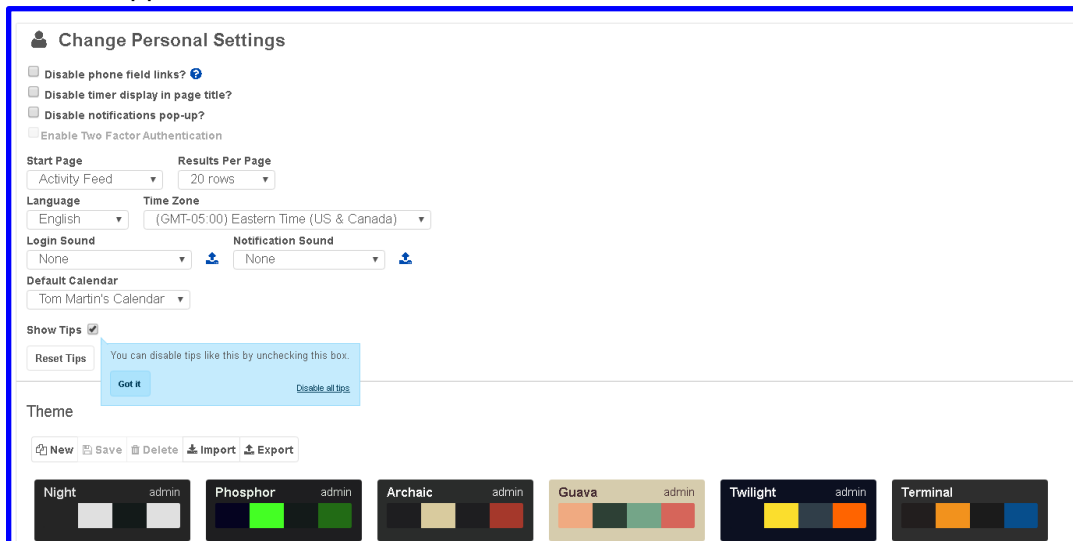 Change Personal Settings
Disable phone field links?
Disable timer display in page title?
Disable notifications pop-up?
Enable Two Factor Authentication
Start Page Results Per Page
Activity Feed 20 rows
Language Time Zone
English (GMT-05:00) Eastern Time (US & Canada)
Login Sound Notification Sound
None None
Default Calendar
Tom Martin's Calendar
Show Tips
Reset Tips
You can disable tips like this by unchecking this box.
Got it Disable all tips
Theme
New Save Delete Import Export
Night admin Phosphor admin Archaic admin Guava admin Twilight admin Terminal